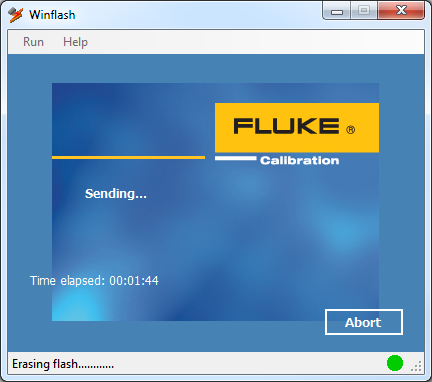 Winflash
Run Help
FLUKE ®
Calibration
Sending...
Time elapsed: 00:01:44
Abort
Erasing flash............